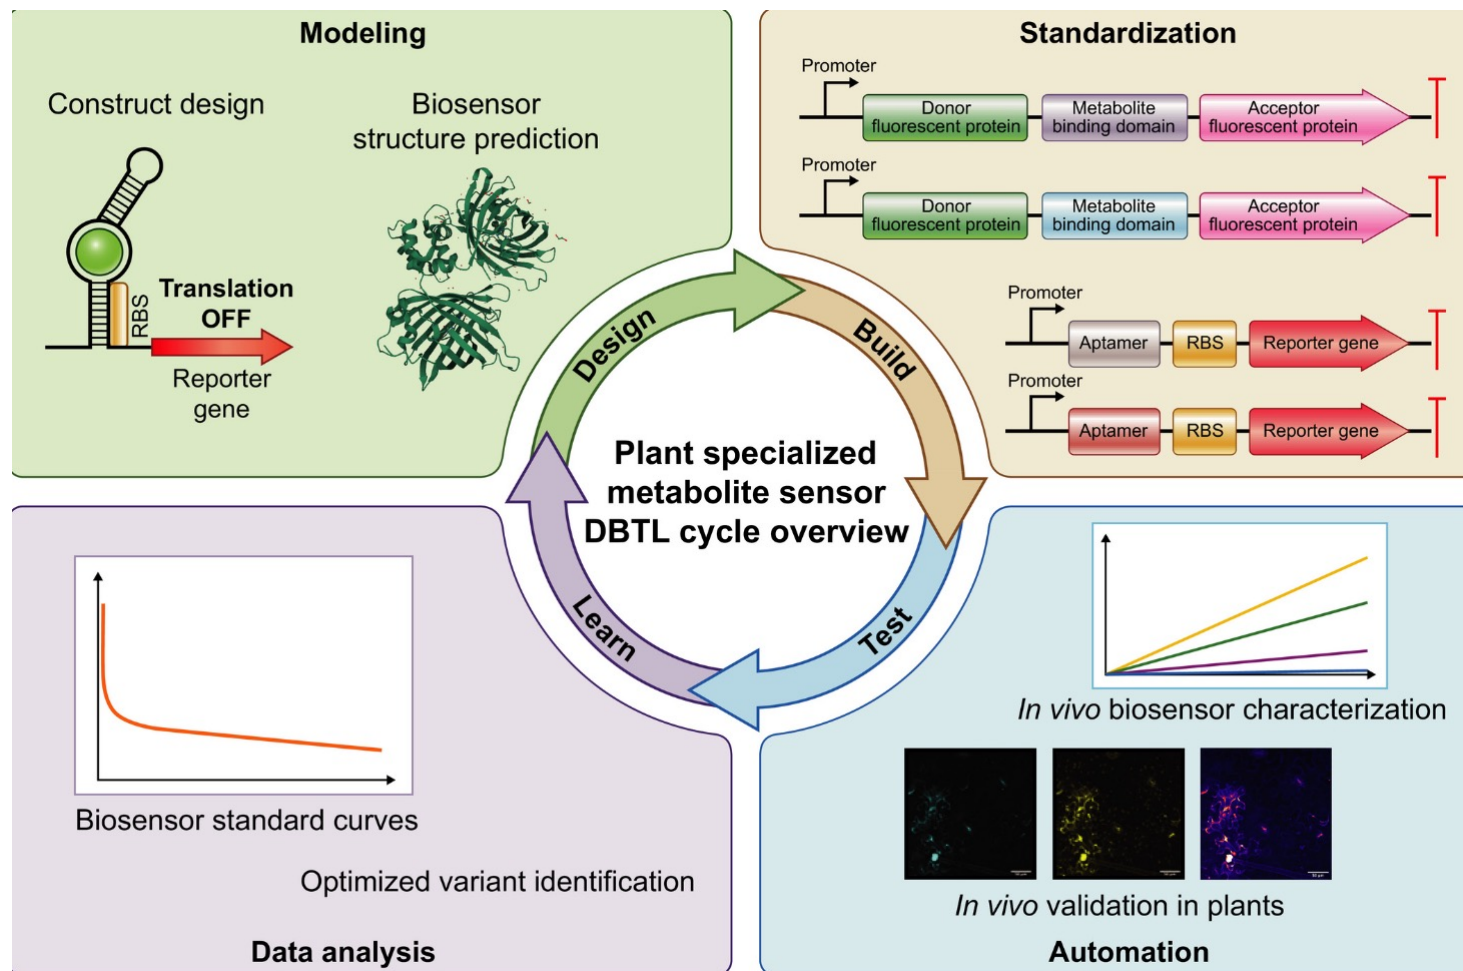 Modeling
Construct design
Biosensor
structure prediction
RBS
Translation
OFF
Reporter
gene
Standardization
Promoter
Donor
fluorescent protein
Metabolite
binding domain
Acceptor
fluorescent protein
Promoter
Donor
fluorescent protein
Metabolite
binding domain
Acceptor
fluorescent protein
Promoter
Aptamer
RBS
Reporter gene
Promoter
Aptamer
RBS
Reporter gene
Design
Build
Test
Learn
Plant specialized
metabolite sensor
DBTL cycle overview
Biosensor standard curves
Optimized variant identification
Data analysis
In vivo biosensor characterization
In vivo validation in plants
Automation